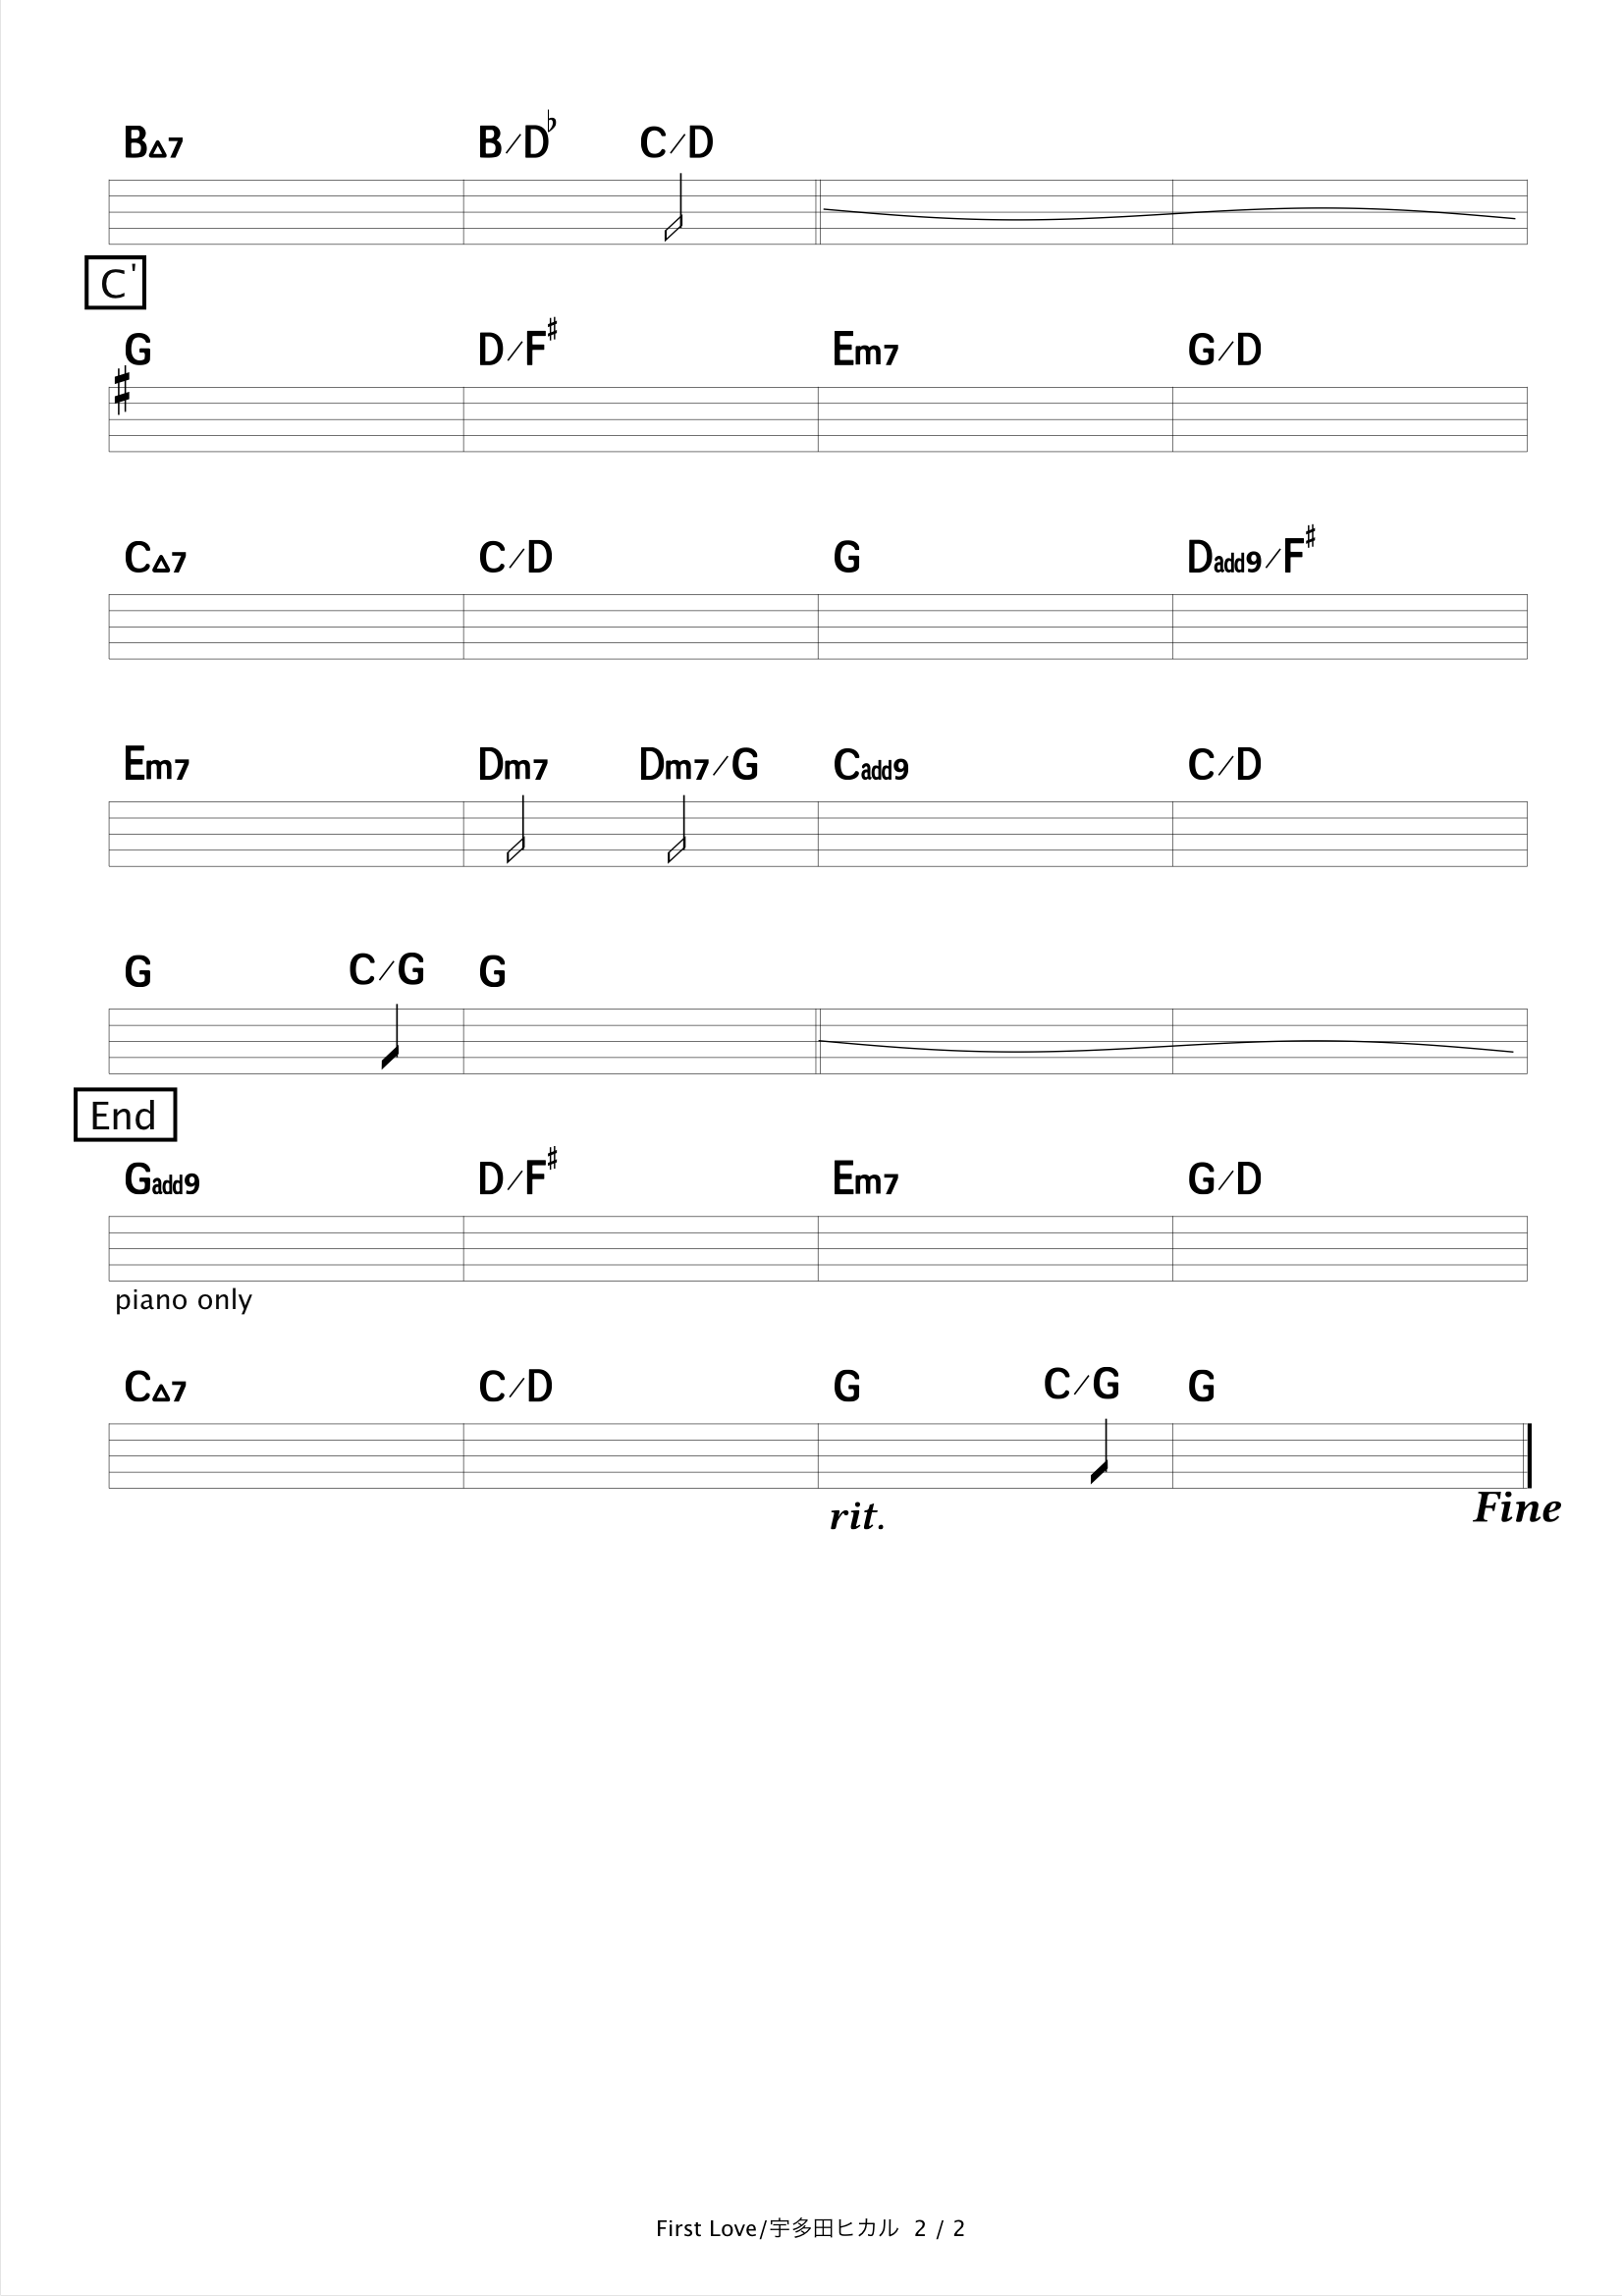 B△7 B/D♭ C/D
C'
G D/F♯ Em7 G/D
C△7 C/D G Dadd9/F♯
Em7 Dm7 Dm7/G Cadd9 C/D
G C/G G
End
Gadd9 D/F♯ Em7 G/D
piano only
C△7 C/D G C/G G
rit. Fine
First Love/宇多田ヒカル 2 / 2